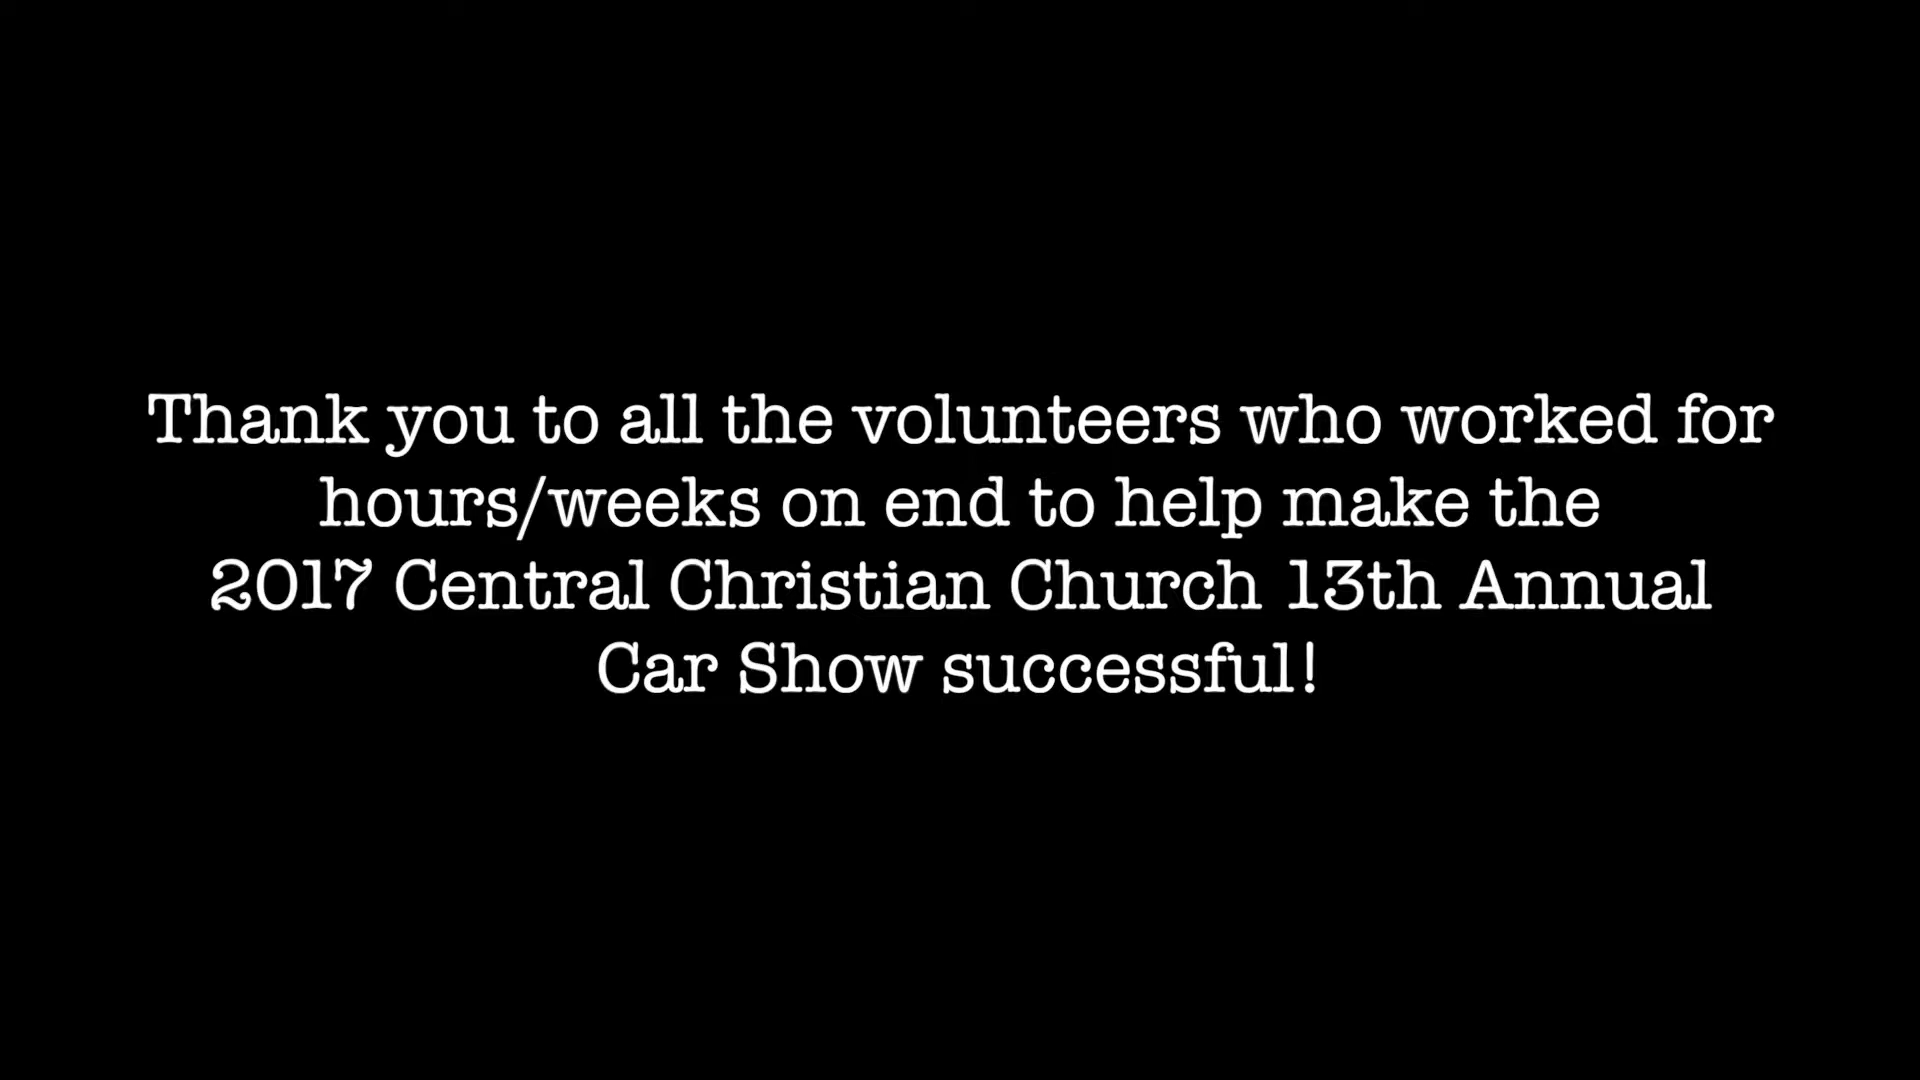 Thank you to all the volunteers who worked for
hours/weeks on end to help make the
2017 Central Christian Church 13th Annual
Car Show successful!